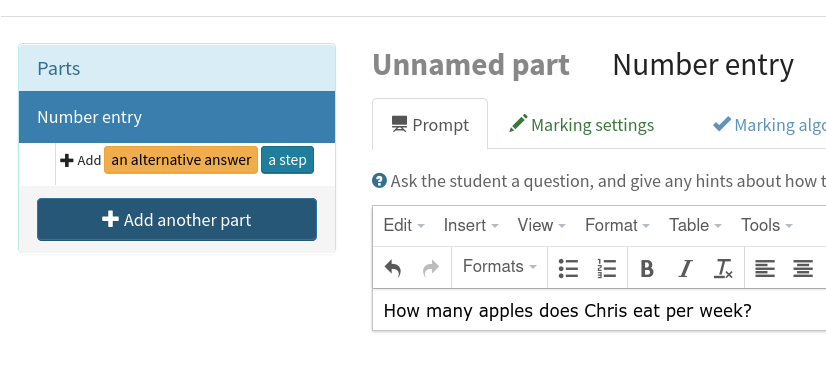 Parts
Number entry
Add an alternative answer a step
Add another part
Unnamed part Number entry
Prompt Marking settings Marking algo
Ask the student a question, and give any hints about how t
Edit Insert View Format Table Tools
Formats B I Tx
How many apples does Chris eat per week?